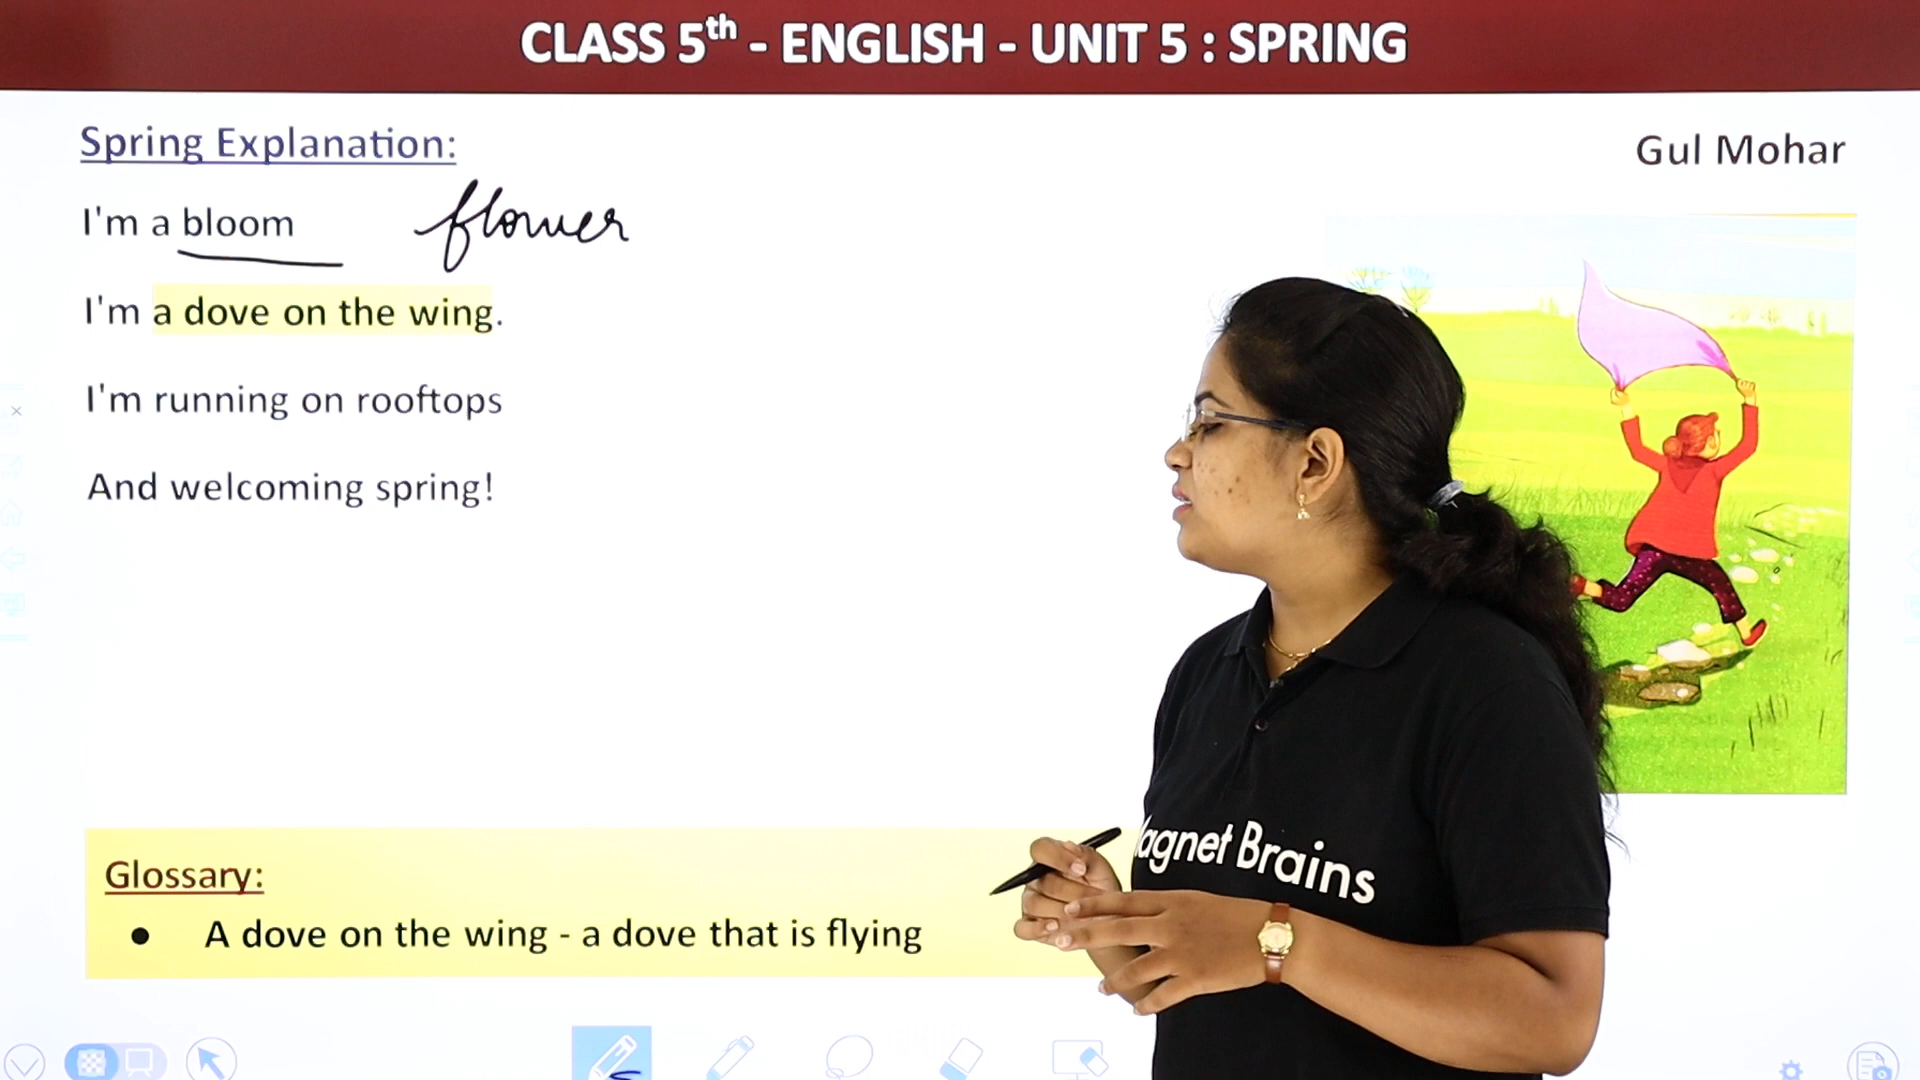 CLASS 5th - ENGLISH - UNIT 5 : SPRING
Spring Explanation:
Gul Mohar
I'm a bloom flower
I'm a dove on the wing.
I'm running on rooftops
And welcoming spring!
Glossary:
● A dove on the wing - a dove that is flying
agnet Brains